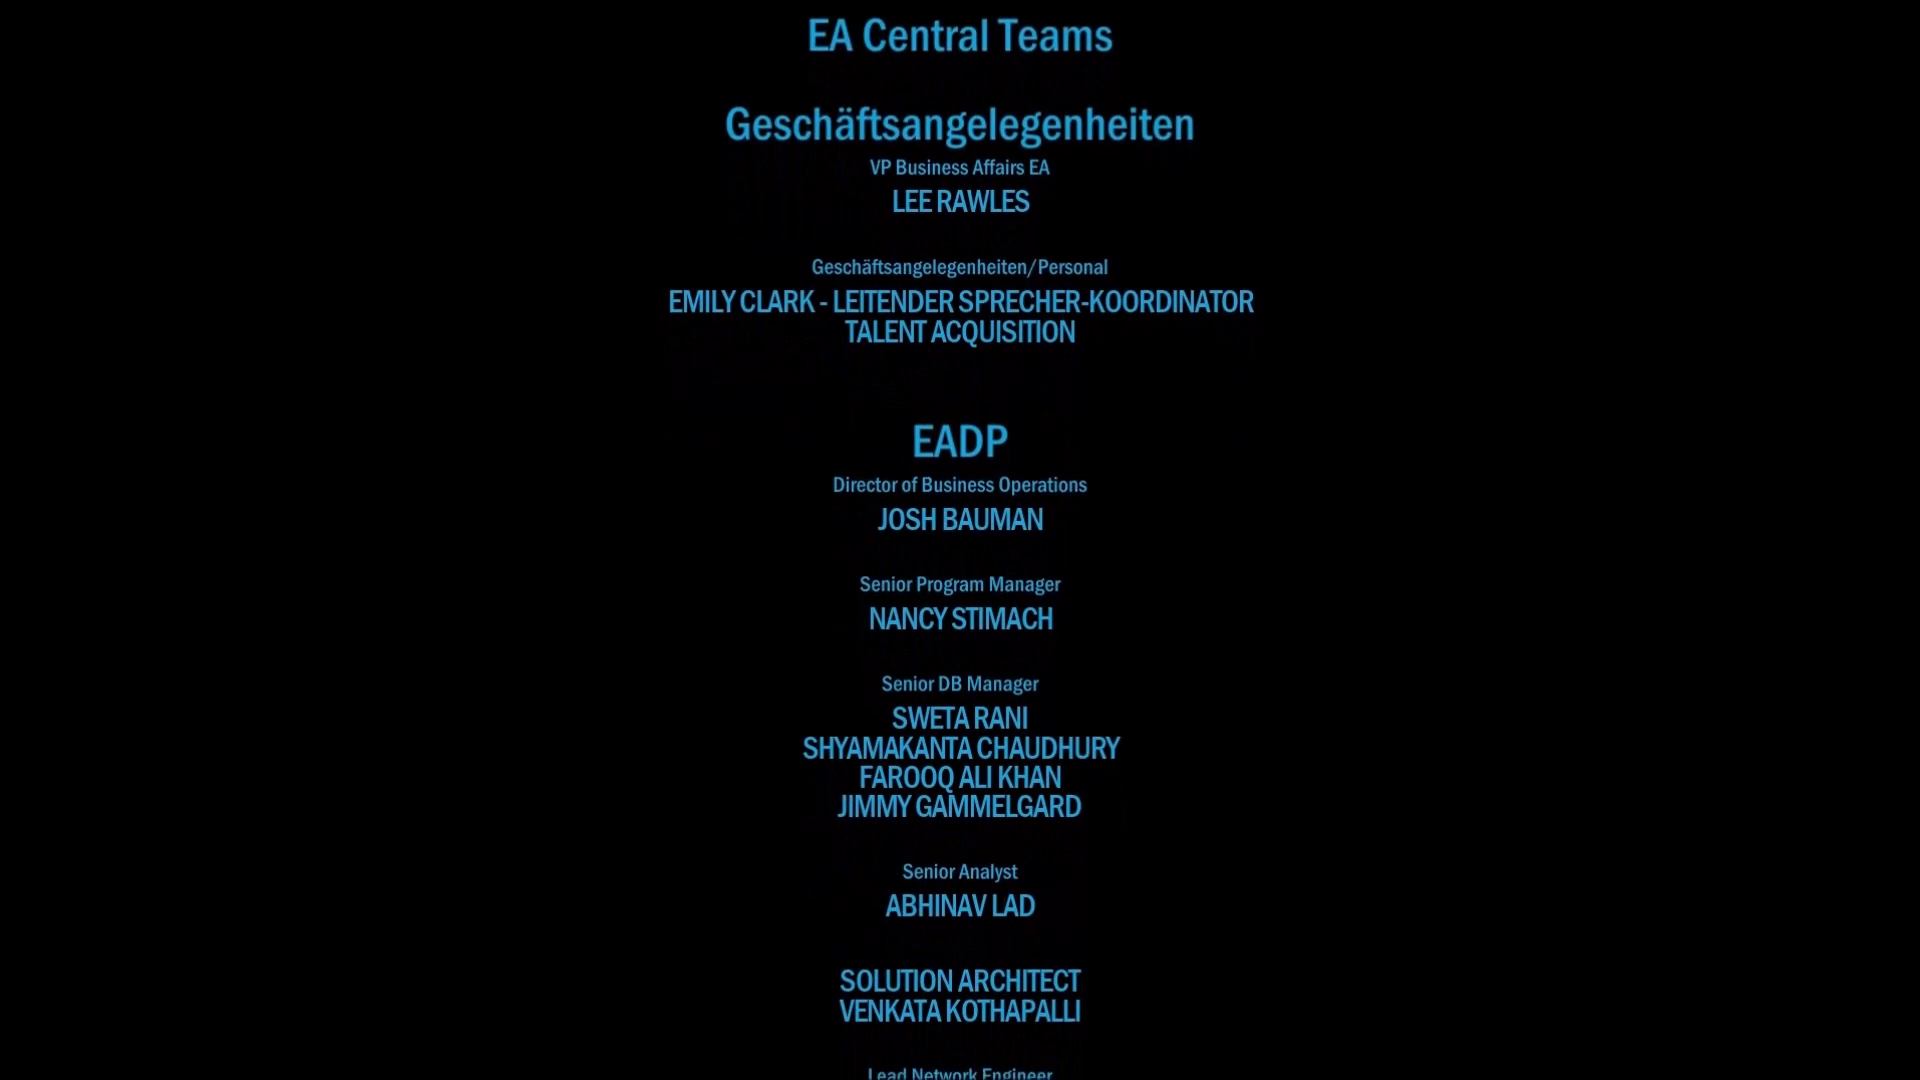 EA Central Teams
Geschäftsangelegenheiten
VP Business Affairs EA
LEE RAWLES
Geschäftsangelegenheiten/Personal
EMILY CLARK - LEITENDER SPRECHER-KOORDINATOR
TALENT ACQUISITION
EADP
Director of Business Operations
JOSH BAUMAN
Senior Program Manager
NANCY STIMACH
Senior DB Manager
SWETA RANI
SHYAMAKANTA CHAUDHURY
FAROOQ ALI KHAN
JIMMY GAMMELGARD
Senior Analyst
ABHINAV LAD
SOLUTION ARCHITECT
VENKATA KOTHAPALLI
Lead Network Engineer